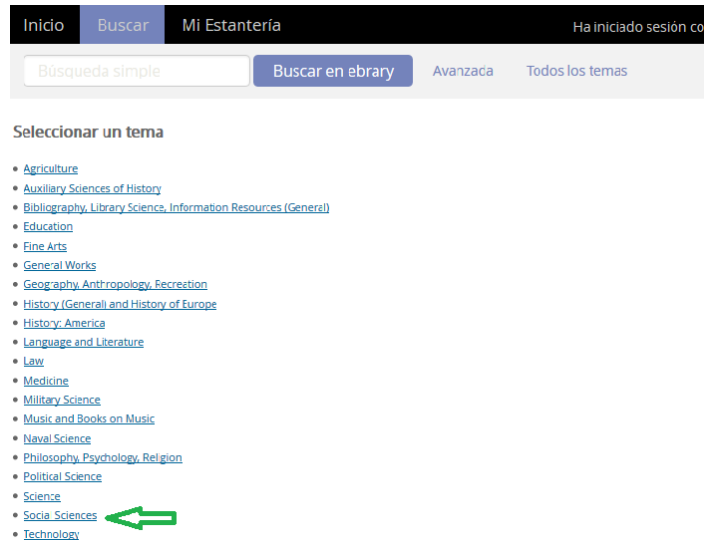 Inicio Buscar Mi Estantería Ha iniciado sesión co
Búsqueda simple Buscar en ebrary Avanzada Todos los temas
Seleccionar un tema
• Agriculture
• Auxiliary Sciences of History
• Bibliography, Library Science, Information Resources (General)
• Education
• Fine Arts
• General Works
• Geography, Anthropology, Recreation
• History (General) and History of Europe
• History: America
• Language and Literature
• Law
• Medicine
• Military Science
• Music and Books on Music
• Naval Science
• Philosophy, Psychology, Religion
• Political Science
• Science
• Social Sciences
• Technology